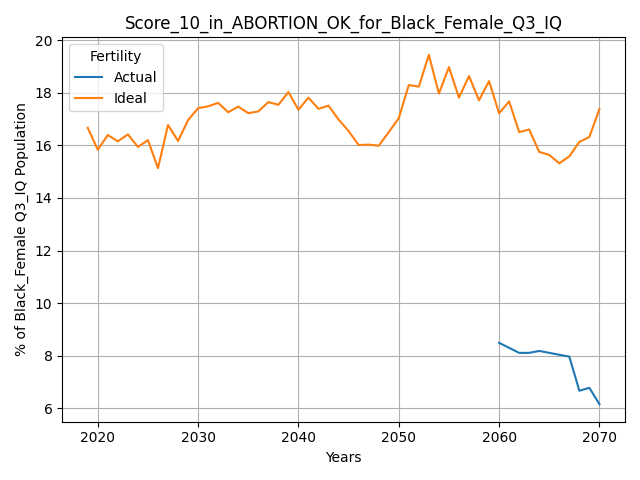 Score_10_in_ABORTION_OK_for_Black_Female_Q3_IQ
Fertility
Actual
Ideal
% of Black_Female Q3_IQ Population
20
18
16
14
12
10
8
6
2020 2030 2040 2050 2060 2070
Years